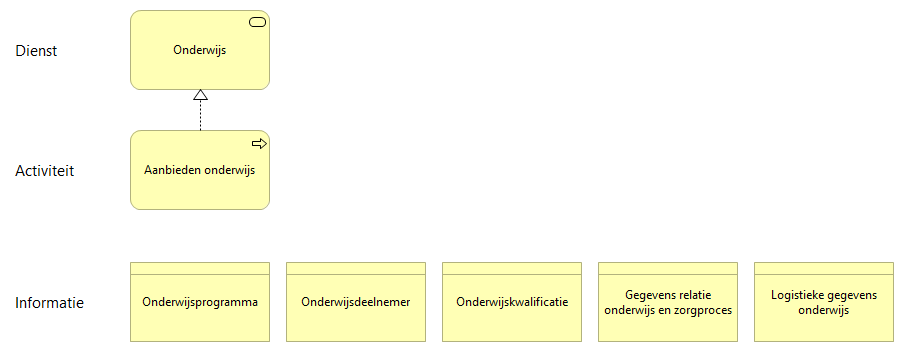 Dienst
Onderwijs
Activiteit
Aanbieden onderwijs
Informatie
Onderwijsprogramma
Onderwijsdeelnemer
Onderwijskwalificatie
Gegevens relatie
onderwijs en zorgproces
Logistieke gegevens
onderwijs